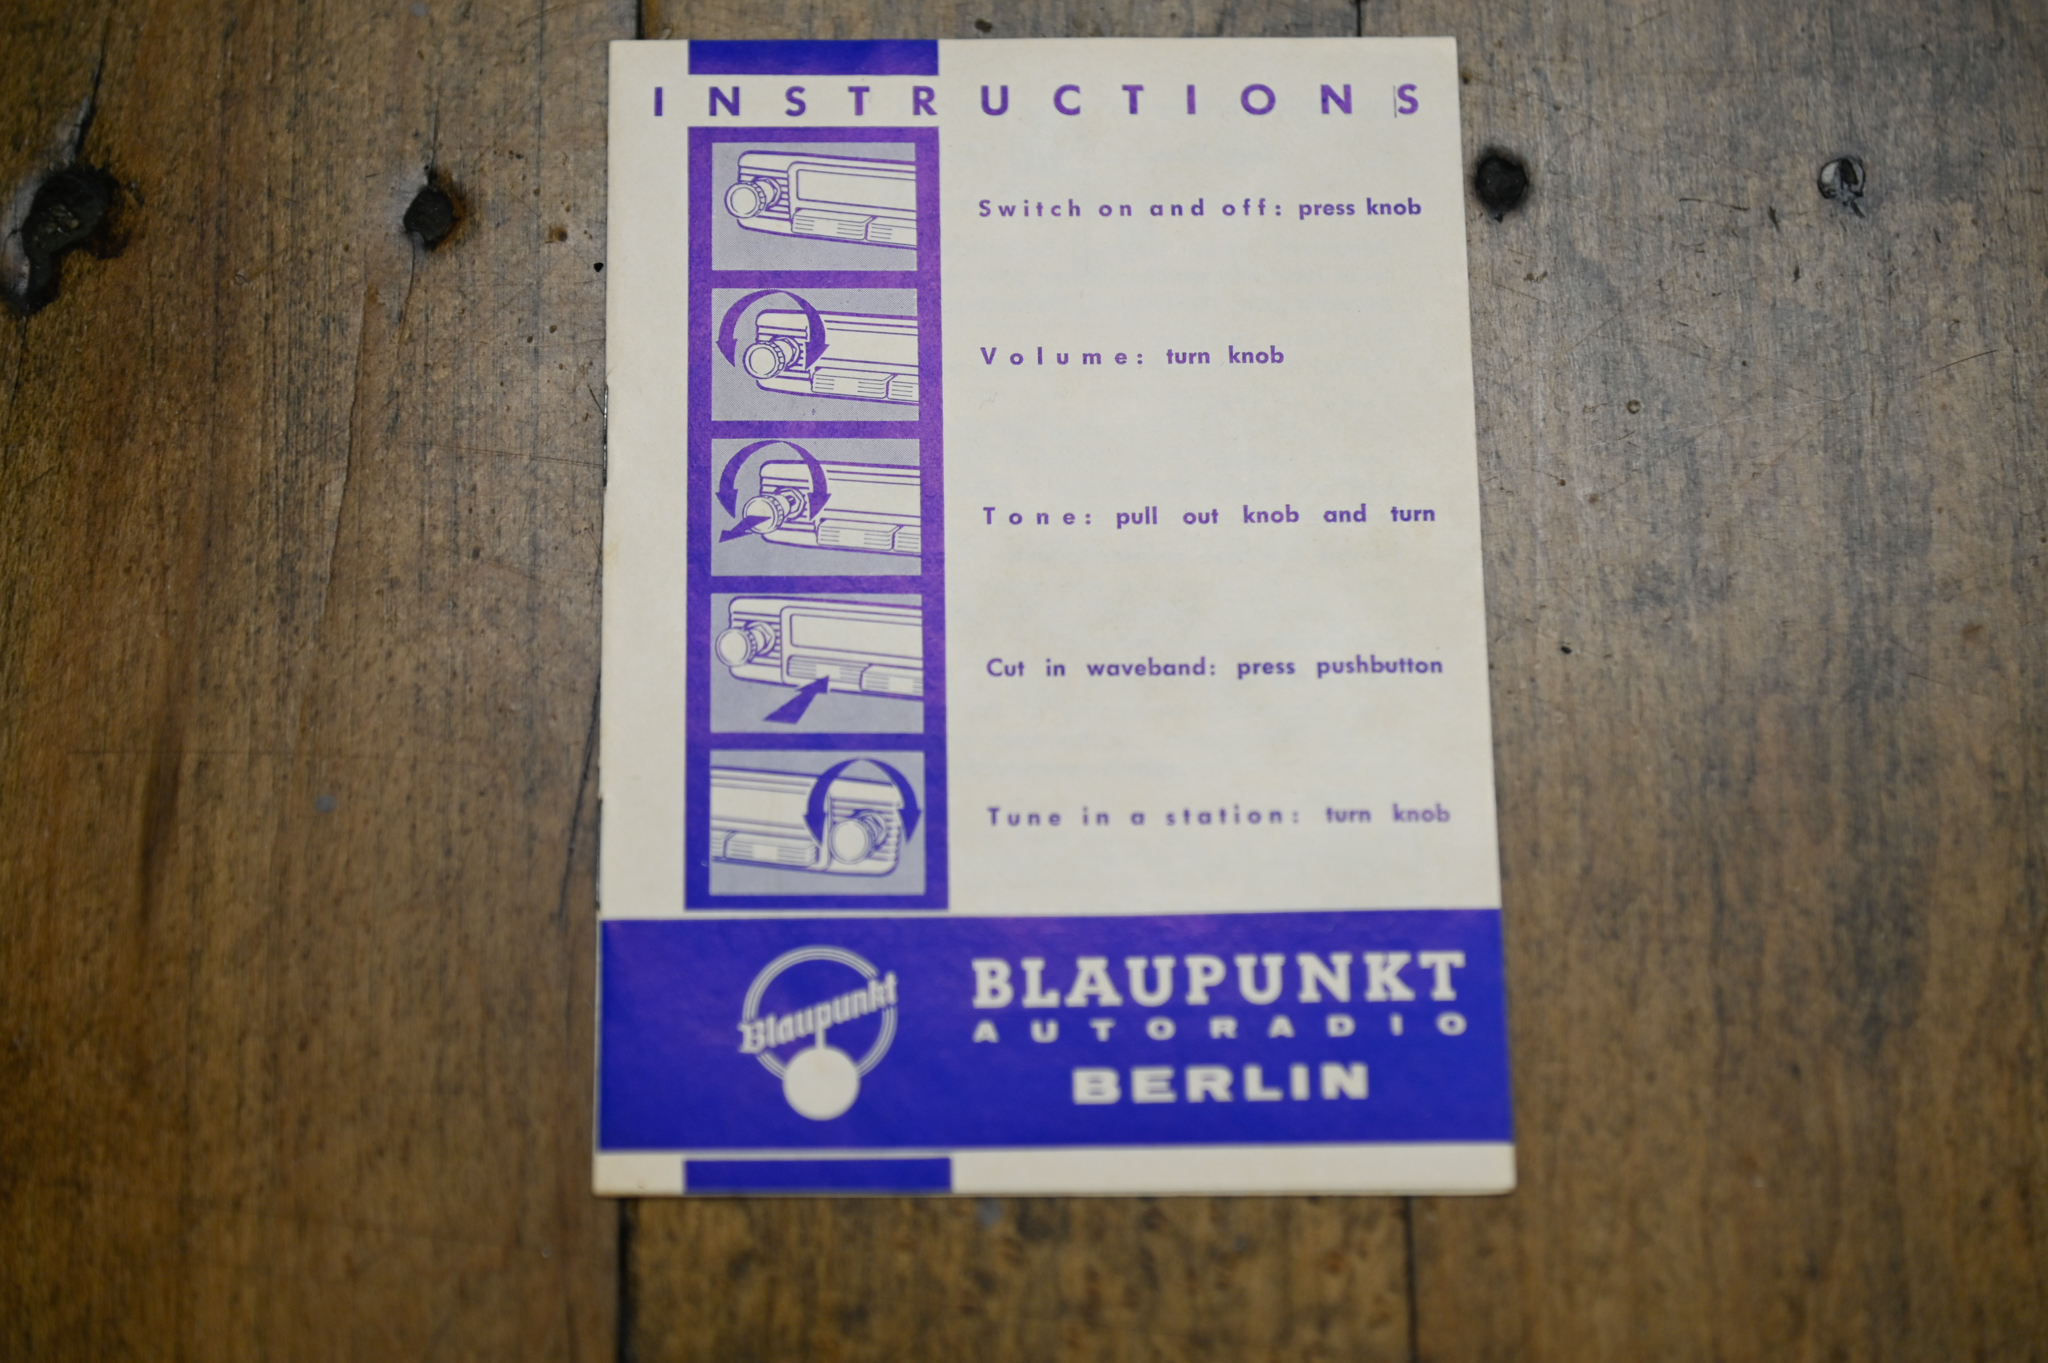 INSTRUCTIONS
Switch on and off: press knob
Volume: turn knob
Tone: pull out knob and turn
Cut in waveband: press pushbutton
Tune in a station: turn knob
Blaupunkt
BLAUPUNKT
AUTORADIO
BERLIN